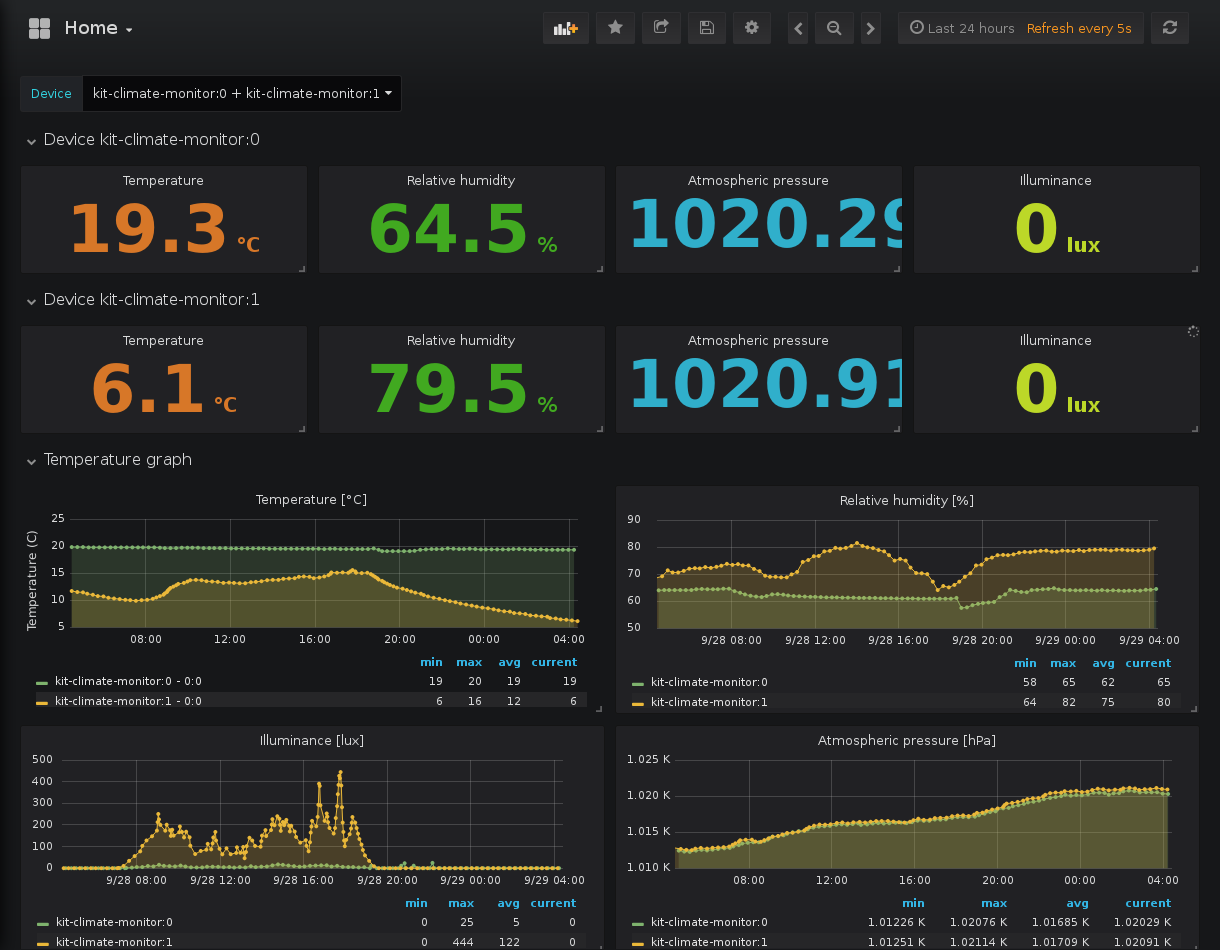 Home
Last 24 hours Refresh every 5s
Device kit-climate-monitor:0 + kit-climate-monitor:1
Device kit-climate-monitor:0
Temperature
19.3 °C
Relative humidity
64.5 %
Atmospheric pressure
1020.29
Illuminance
0 lux
Device kit-climate-monitor:1
Temperature
6.1 °C
Relative humidity
79.5 %
Atmospheric pressure
1020.91
Illuminance
0 lux
Temperature graph
Temperature [°C]
Temperature (C)
25
20
15
10
5
08:00 12:00 16:00 20:00 00:00 04:00
min max avg current
kit-climate-monitor:0 - 0:0 19 20 19 19
kit-climate-monitor:1 - 0:0 6 16 12 6
Relative humidity [%]
90
80
70
60
50
9/28 08:00 9/28 12:00 9/28 16:00 9/28 20:00 9/29 00:00 9/29 04:00
min max avg current
kit-climate-monitor:0 58 65 62 65
kit-climate-monitor:1 64 82 75 80
Illuminance [lux]
500
400
300
200
100
0
9/28 08:00 9/28 12:00 9/28 16:00 9/28 20:00 9/29 00:00 9/29 04:00
min max avg current
kit-climate-monitor:0 0 25 5 0
kit-climate-monitor:1 0 444 122 0
Atmospheric pressure [hPa]
1.025 K
1.020 K
1.015 K
1.010 K
08:00 12:00 16:00 20:00 00:00 04:00
min max avg current
kit-climate-monitor:0 1.01226 K 1.02076 K 1.01685 K 1.02029 K
kit-climate-monitor:1 1.01251 K 1.02114 K 1.01709 K 1.02091 K